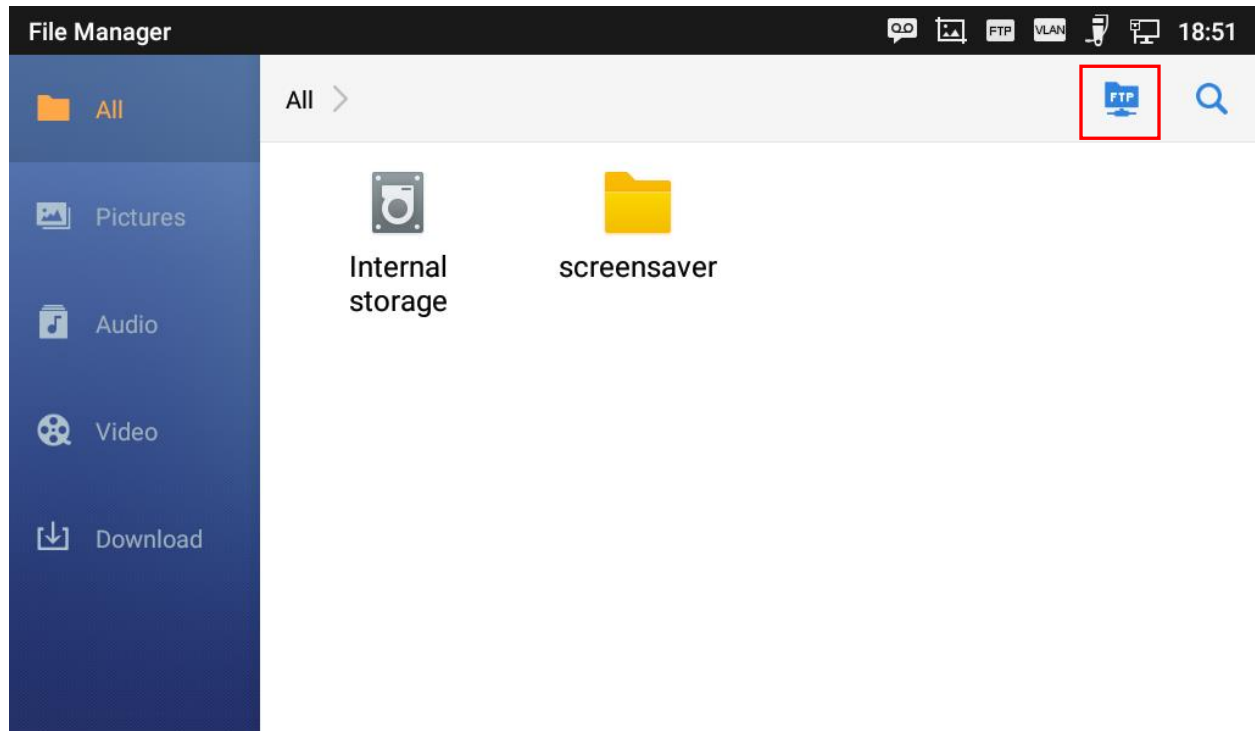 File Manager
FTP VLAN 18:51
All
All
FTP
Pictures
Internal
storage
screensaver
Audio
Video
Download